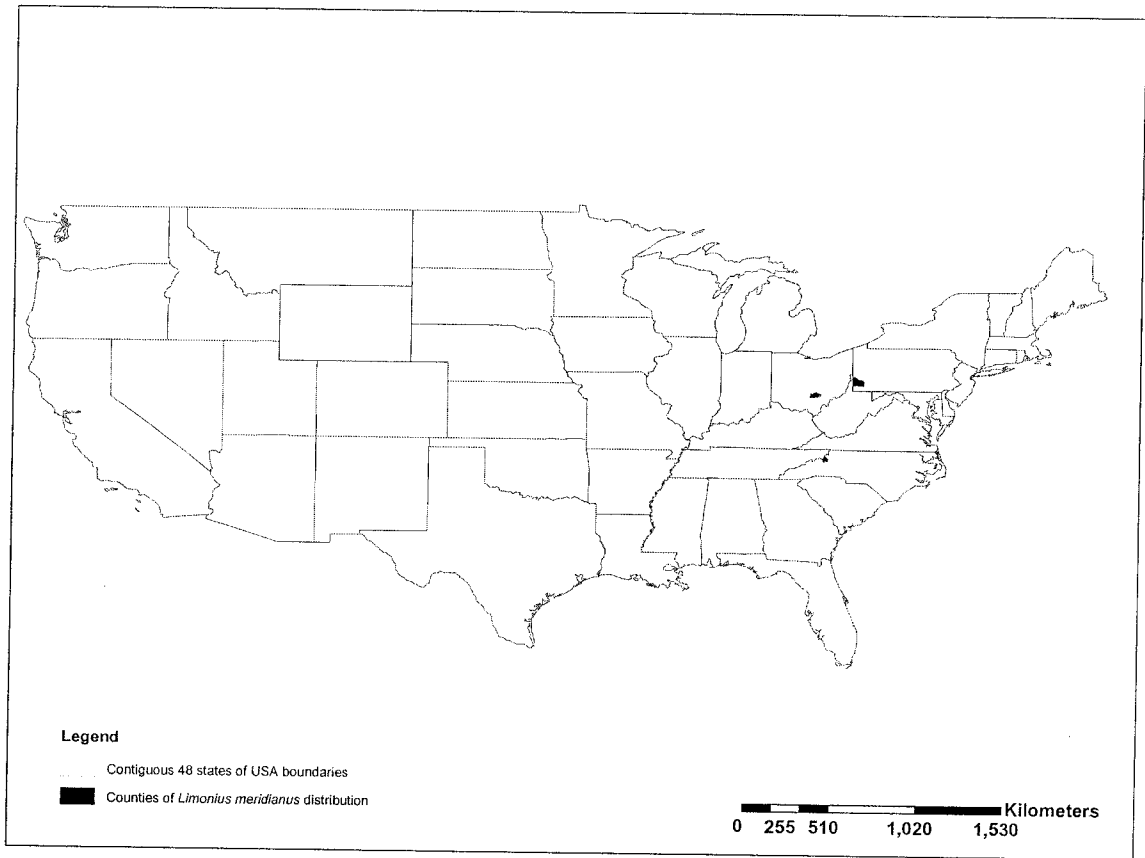 Legend
Contiguous 48 states of USA boundaries
Counties of Limonius meridianus distribution
Kilometers
0 255 510 1,020 1,530